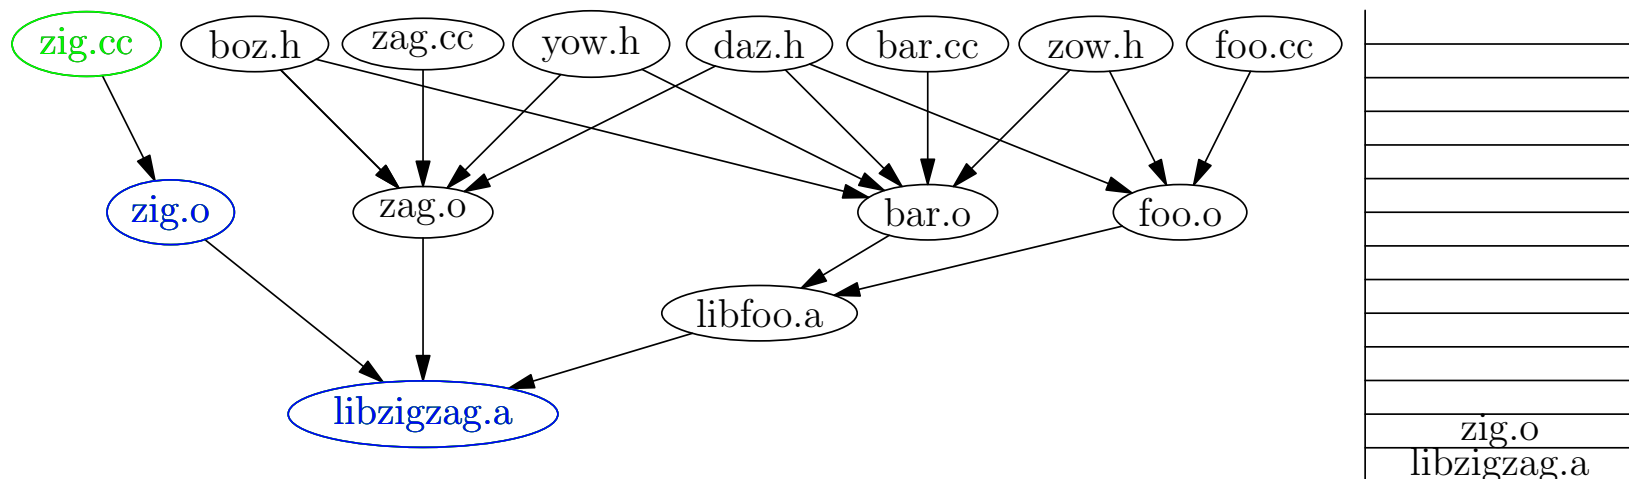 zig.cc boz.h zag.cc yow.h daz.h bar.cc zow.h foo.cc
zig.o zag.o bar.o foo.o
libfoo.a
libzigzag.a
zig.o
libzigzag.a